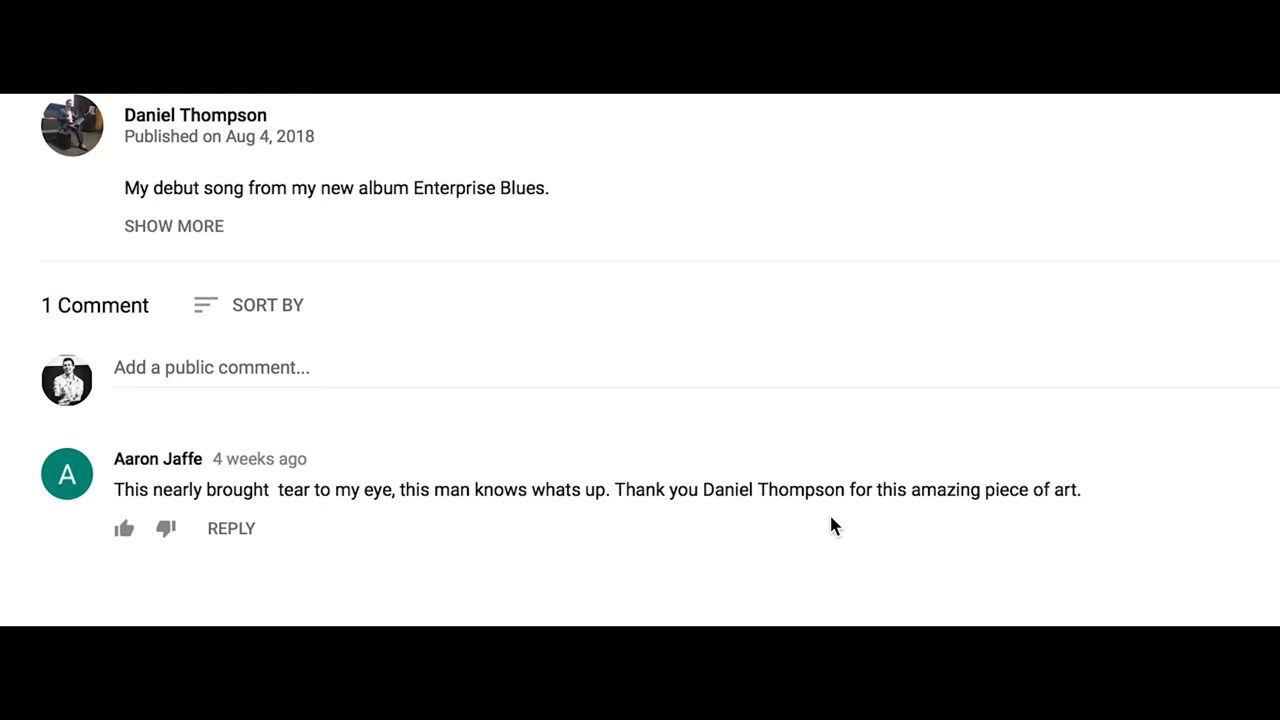 Daniel Thompson
Published on Aug 4, 2018
My debut song from my new album Enterprise Blues.
SHOW MORE
1 Comment SORT BY
Add a public comment...
A
Aaron Jaffe 4 weeks ago
This nearly brought  tear to my eye, this man knows whats up. Thank you Daniel Thompson for this amazing piece of art.
REPLY